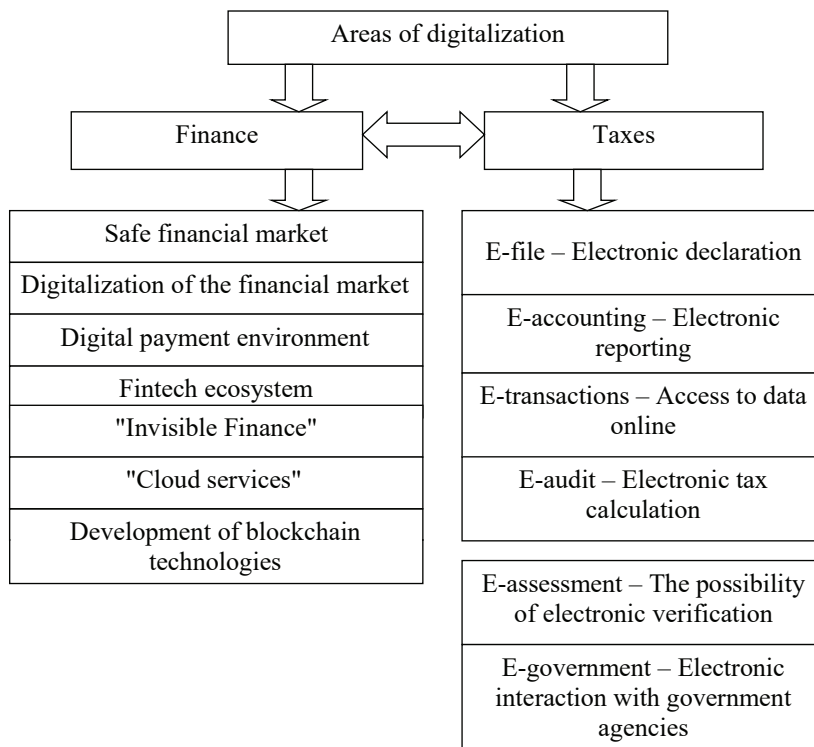 Areas of digitalization
Finance
Taxes
Safe financial market
Digitalization of the financial market
Digital payment environment
Fintech ecosystem
"Invisible Finance"
"Cloud services"
Development of blockchain
technologies
E-file – Electronic declaration
E-accounting – Electronic
reporting
E-transactions – Access to data
online
E-audit – Electronic tax
calculation
E-assessment – The possibility
of electronic verification
E-government – Electronic
interaction with government
agencies